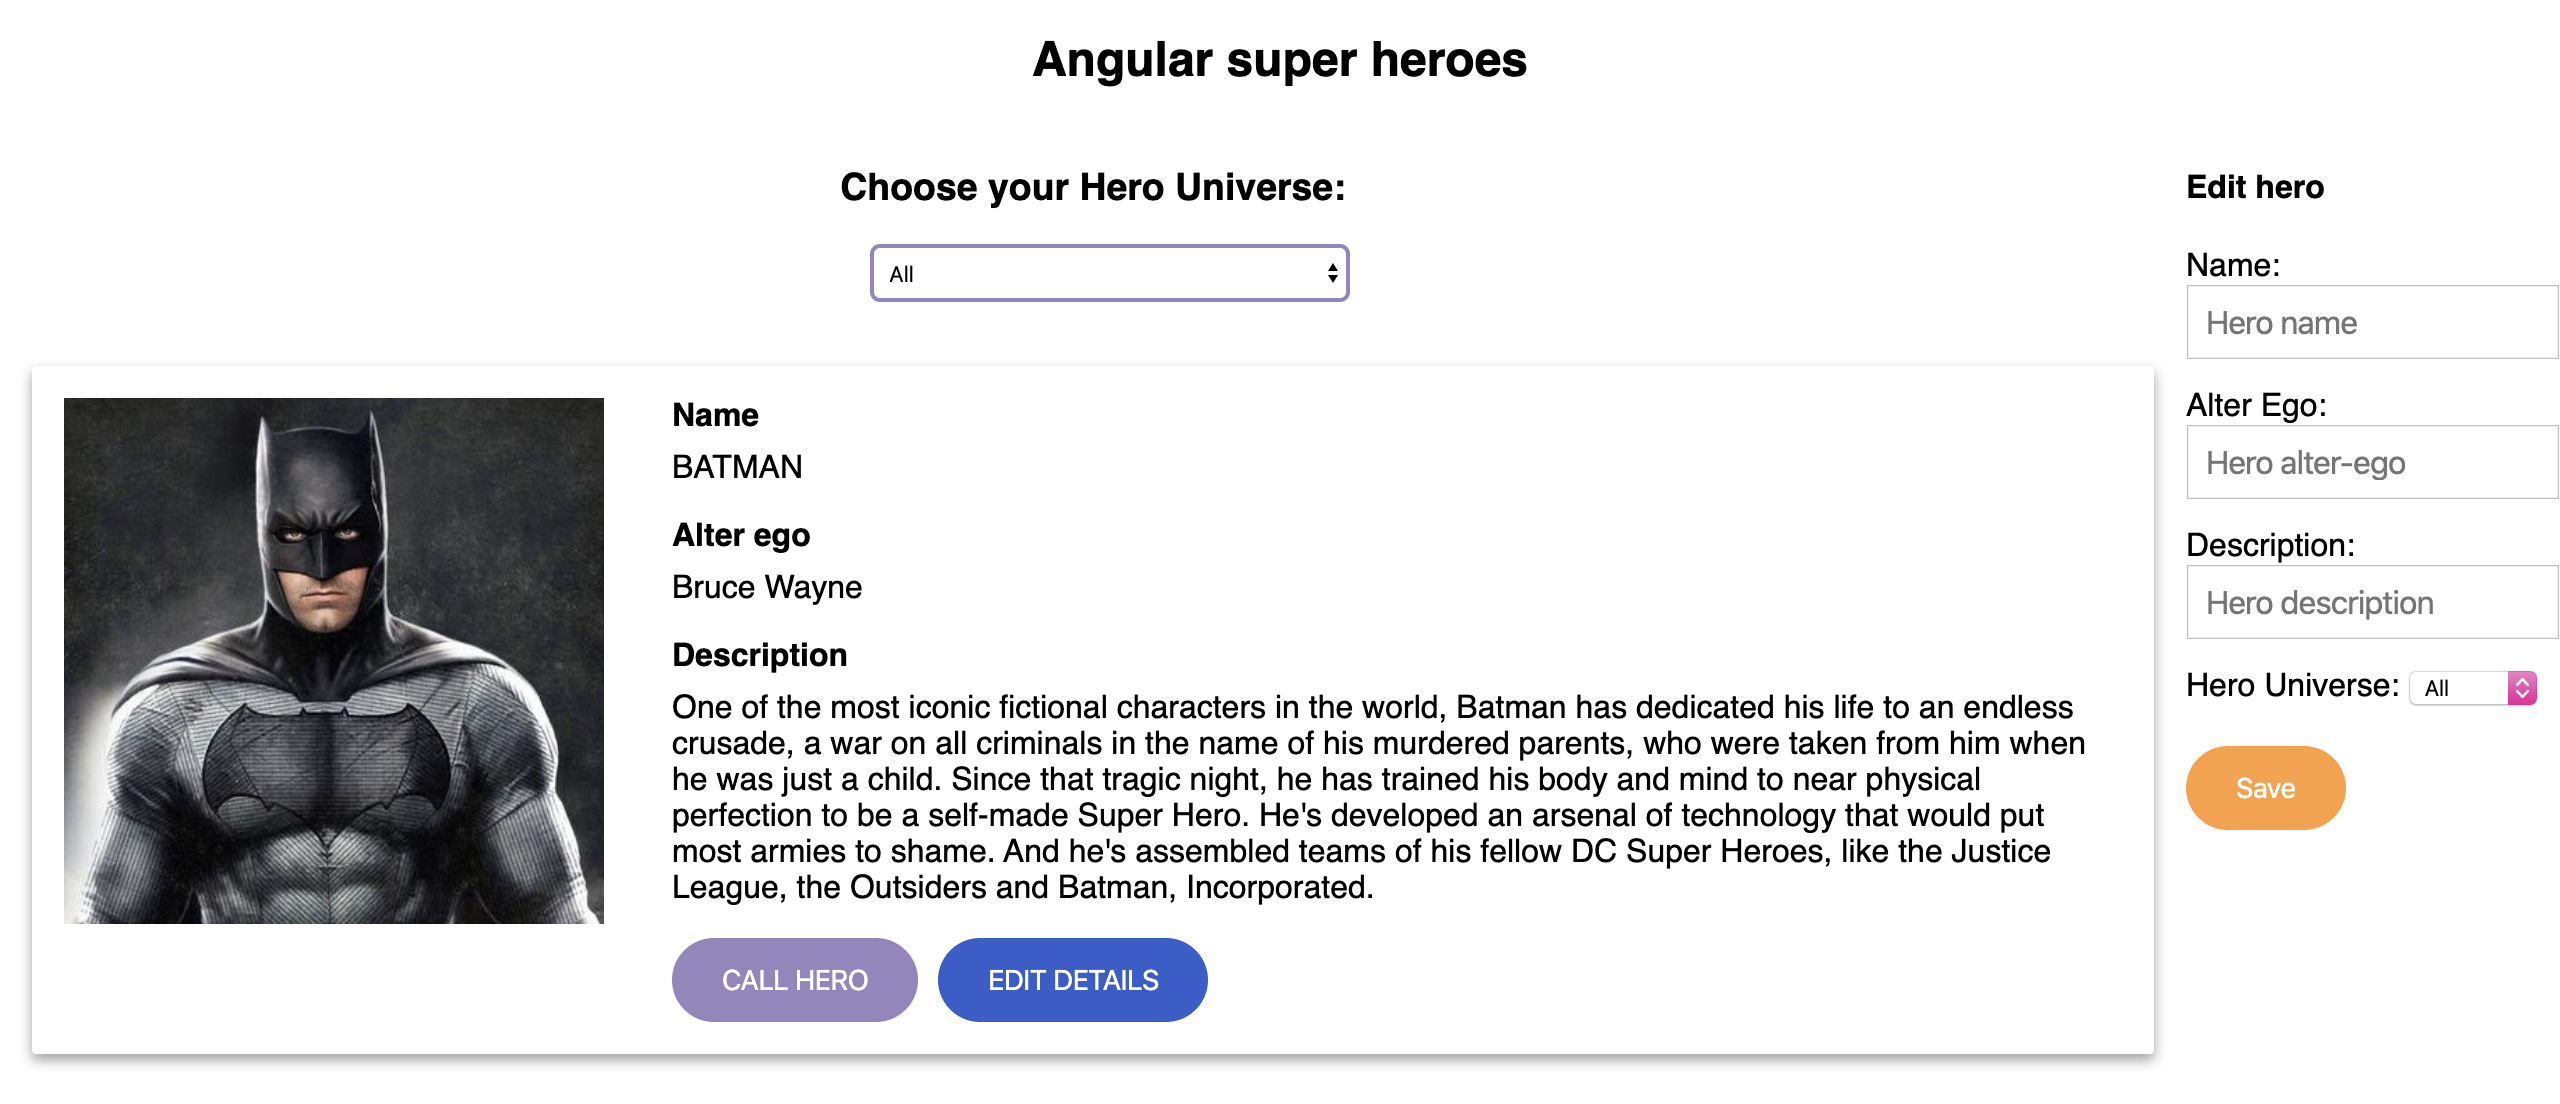 Angular super heroes
Choose your Hero Universe:
All
Name
BATMAN
Alter ego
Bruce Wayne
Description
One of the most iconic fictional characters in the world, Batman has dedicated his life to an endless
crusade, a war on all criminals in the name of his murdered parents, who were taken from him when
he was just a child. Since that tragic night, he has trained his body and mind to near physical
perfection to be a self-made Super Hero. He's developed an arsenal of technology that would put
most armies to shame. And he's assembled teams of his fellow DC Super Heroes, like the Justice
League, the Outsiders and Batman, Incorporated.
CALL HERO
EDIT DETAILS
Edit hero
Name:
Hero name
Alter Ego:
Hero alter-ego
Description:
Hero description
Hero Universe: All
Save